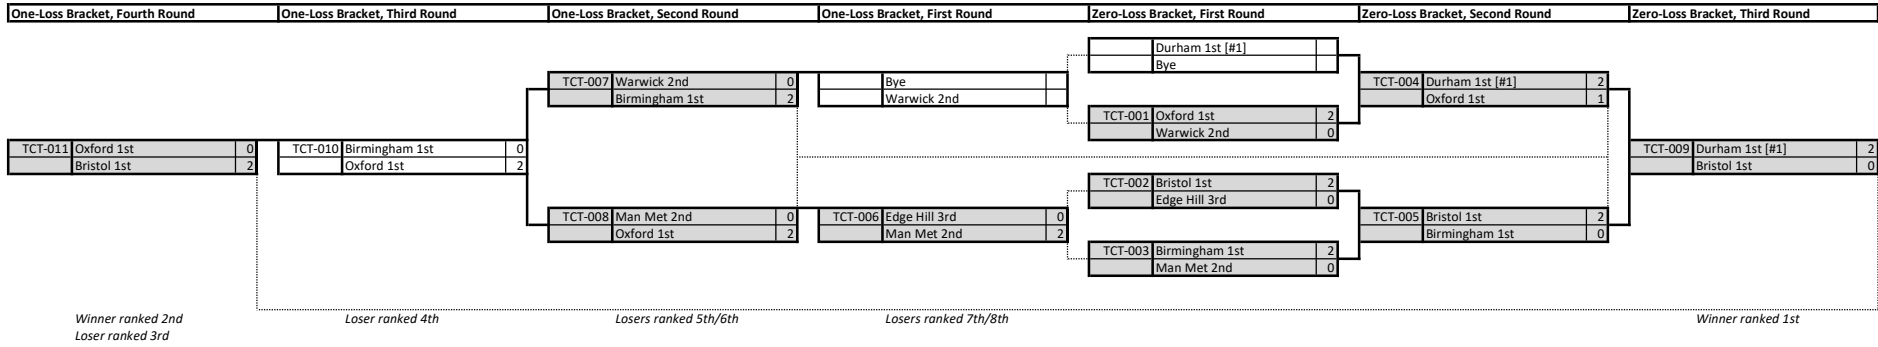 One-Loss Bracket, Fourth Round One-Loss Bracket, Third Round One-Loss Bracket, Second Round One-Loss Bracket, First Round Zero-Loss Bracket, First Round Zero-Loss Bracket, Second Round Zero-Loss Bracket, Third Round
Durham 1st [#1]
Bye
TCT-007 Warwick 2nd 0 Bye TCT-004 Durham 1st [#1] 2
Birmingham 1st 2 Warwick 2nd Oxford 1st 1
TCT-001 Oxford 1st 2
Warwick 2nd 0
TCT-011 Oxford 1st 0 TCT-010 Birmingham 1st 0 TCT-009 Durham 1st [#1] 2
Bristol 1st 2 Oxford 1st 2 Bristol 1st 0
TCT-002 Bristol 1st 2
Edge Hill 3rd 0
TCT-008 Man Met 2nd 0 TCT-006 Edge Hill 3rd 0 TCT-005 Bristol 1st 2
Oxford 1st 2 Man Met 2nd 2 Birmingham 1st 0
TCT-003 Birmingham 1st 2
Man Met 2nd 0
Winner ranked 2nd Loser ranked 4th Losers ranked 5th/6th Losers ranked 7th/8th Winner ranked 1st
Loser ranked 3rd